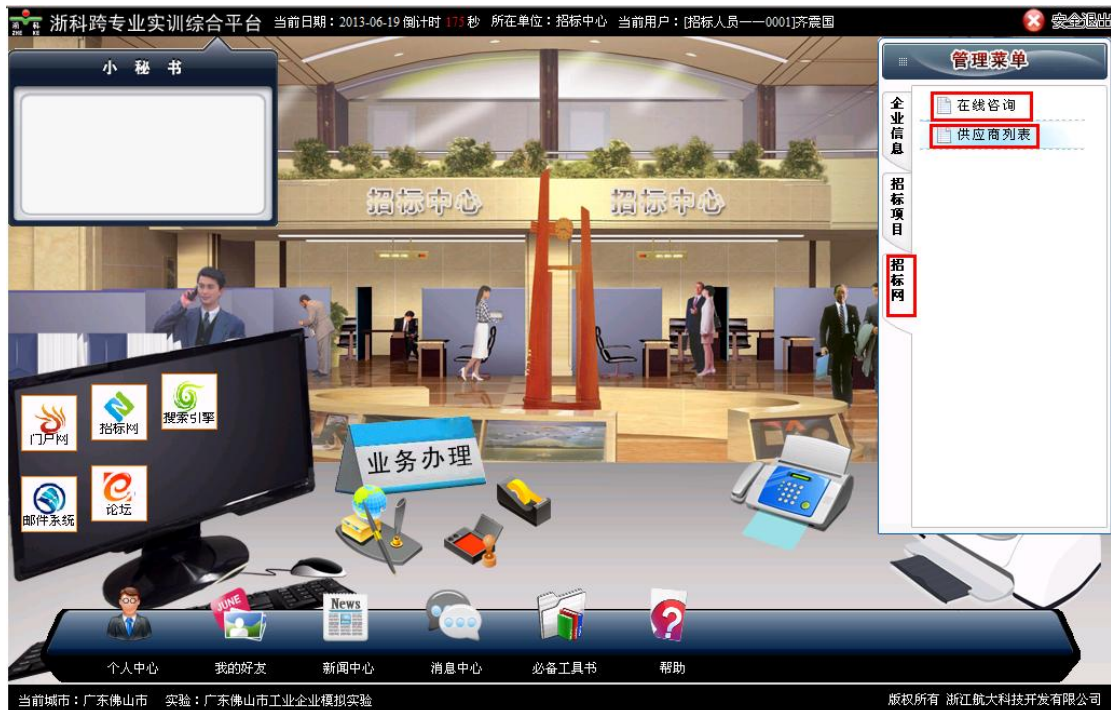 浙科 浙科跨专业实训综合平台 当前日期：2013-06-19 倒计时 175 秒 所在单位：招标中心 当前用户：[招标人员——0001]齐震国 安全退出
ZHE KE
小 秘 书
管理菜单
企业信息
招标项目
招标网
在线咨询
供应商列表
招标中心 招标中心
门户网 招标网 搜索引擎
邮件系统 论坛
业务办理
JUNE
News
个人中心 我的好友 新闻中心 消息中心 必备工具书 帮助
当前城市：广东佛山市 实验：广东佛山市工业企业模拟实验 版权所有 浙江航大科技开发有限公司